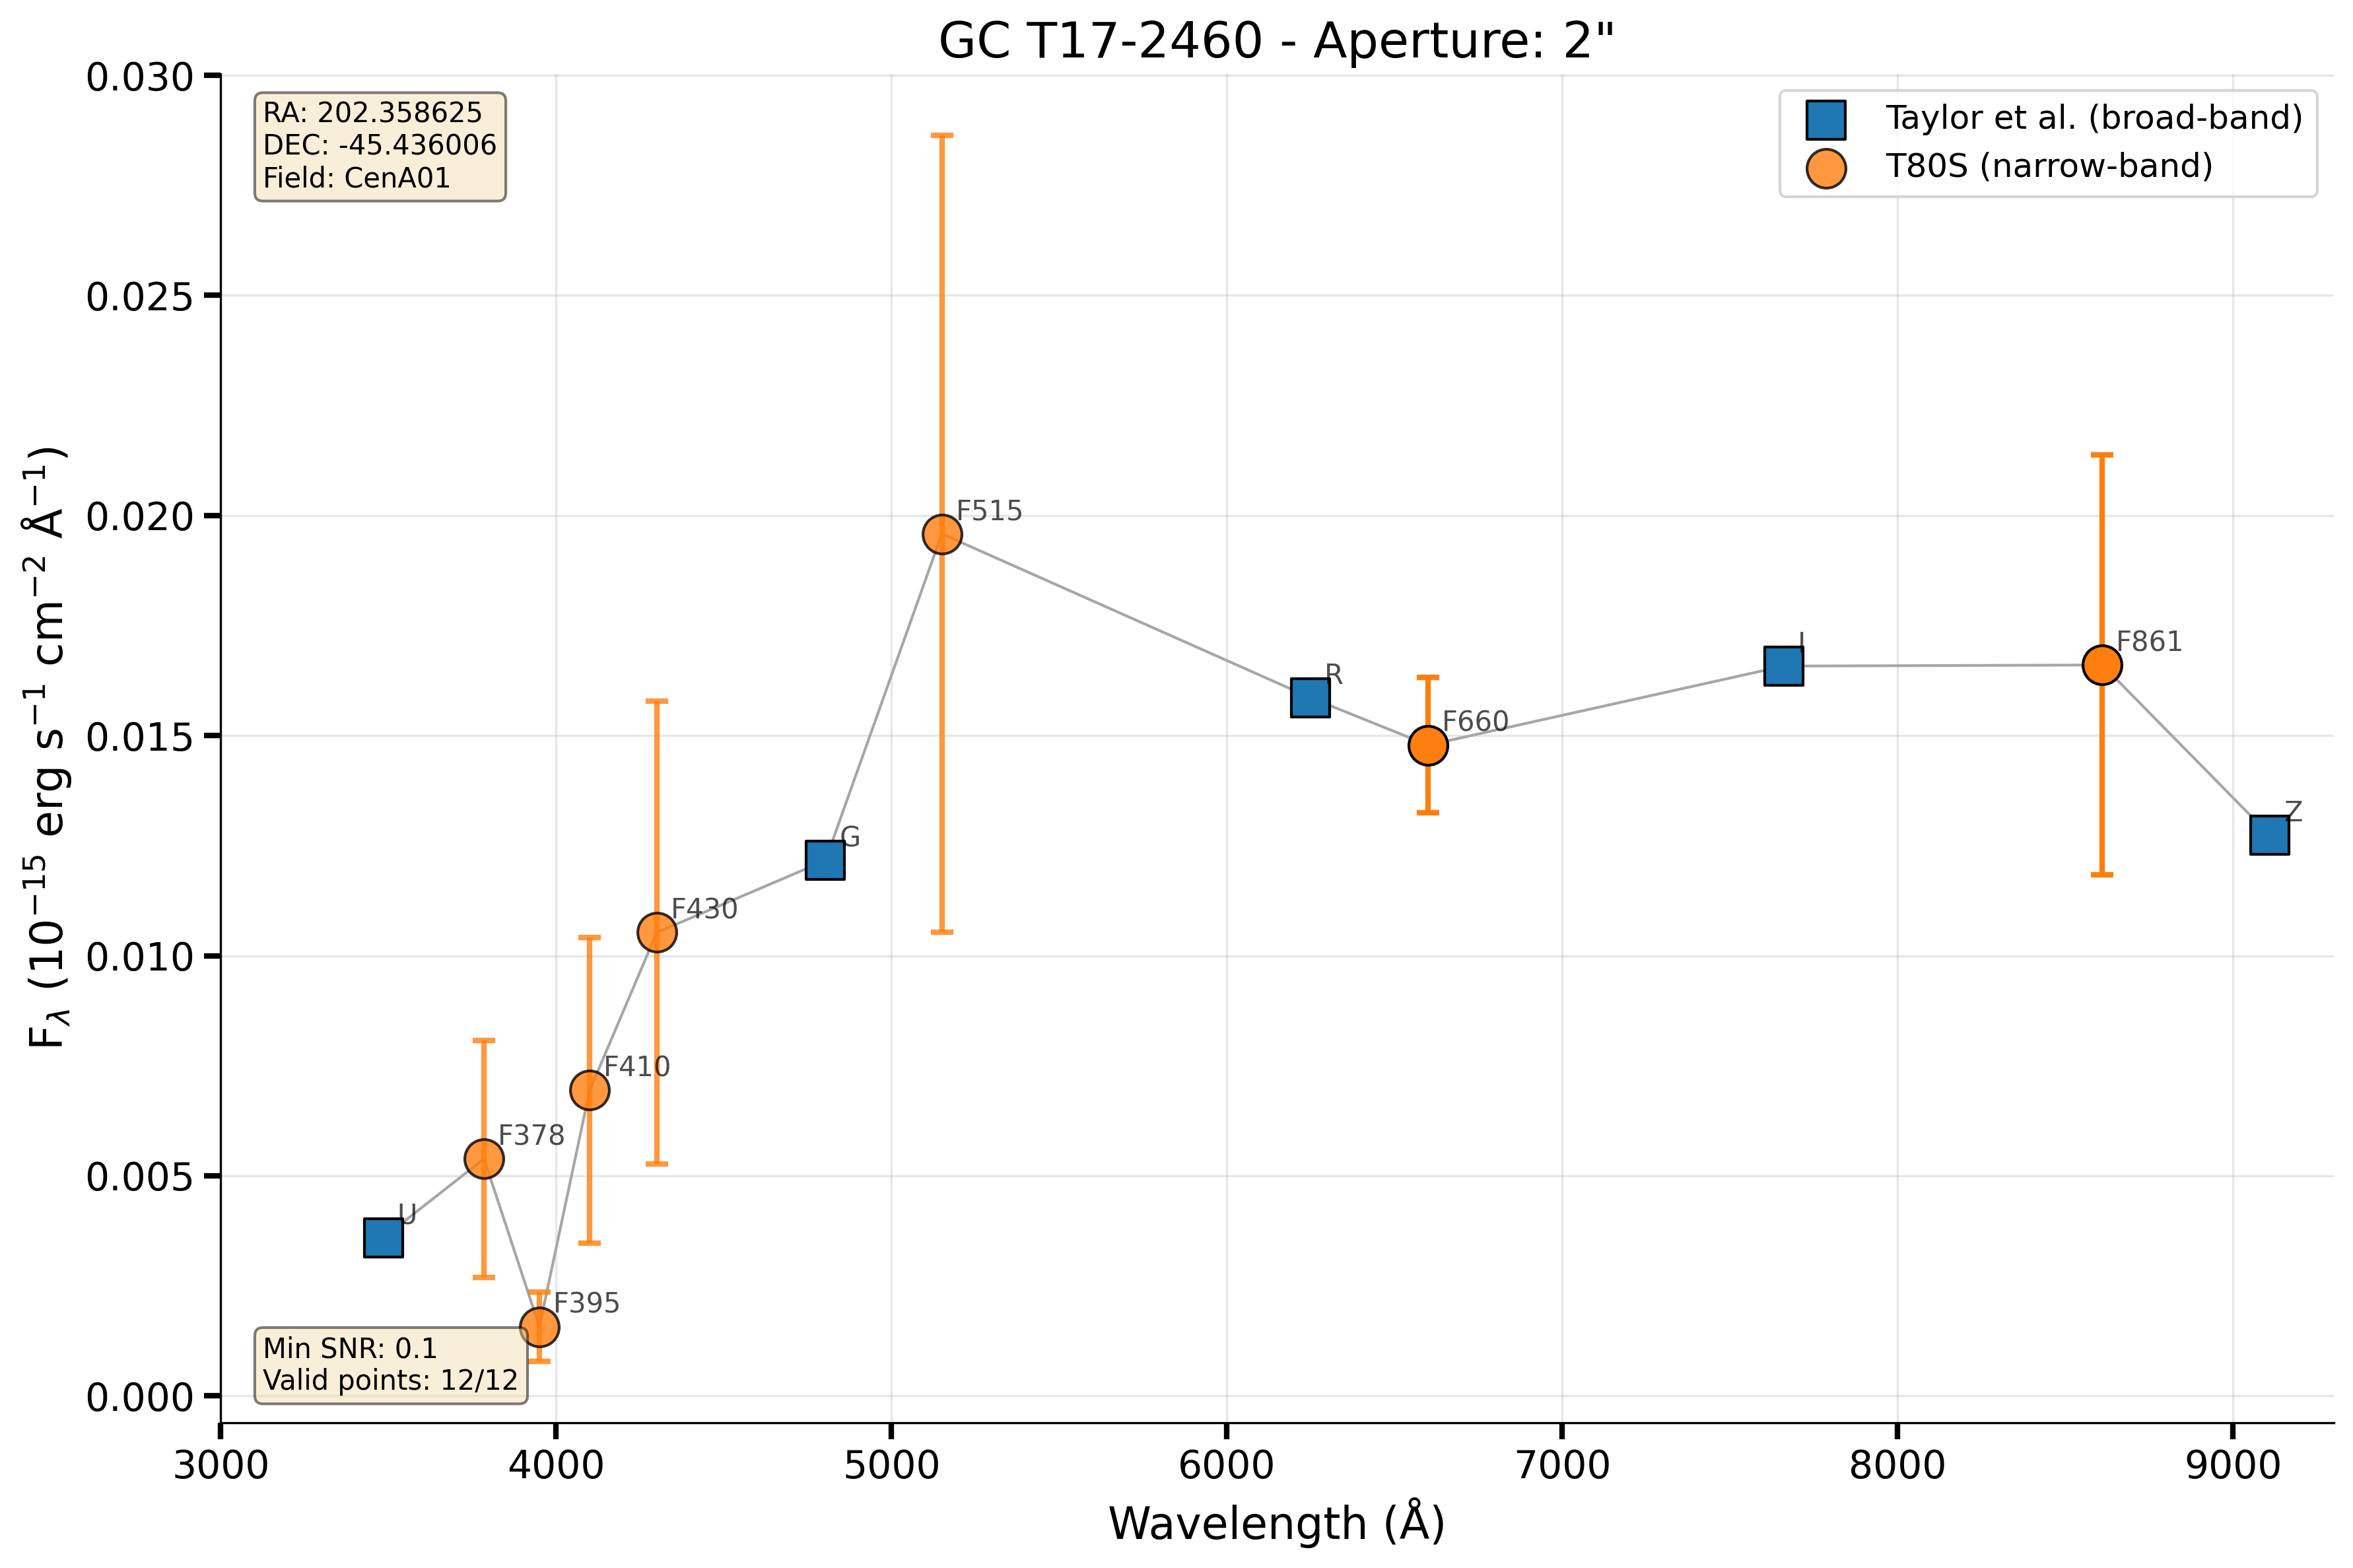 GC T17-2460 - Aperture: 2"
RA: 202.358625
DEC: -45.436006
Field: CenA01
Taylor et al. (broad-band)
T80S (narrow-band)
0.030
0.025
0.020
0.015
0.010
0.005
0.000
F_λ (10⁻¹⁵ erg s⁻¹ cm⁻² Å⁻¹)
U
F378
F395
F410
F430
G
F515
R
F660
I
F861
Z
Min SNR: 0.1
Valid points: 12/12
3000
4000
5000
6000
7000
8000
9000
Wavelength (Å)